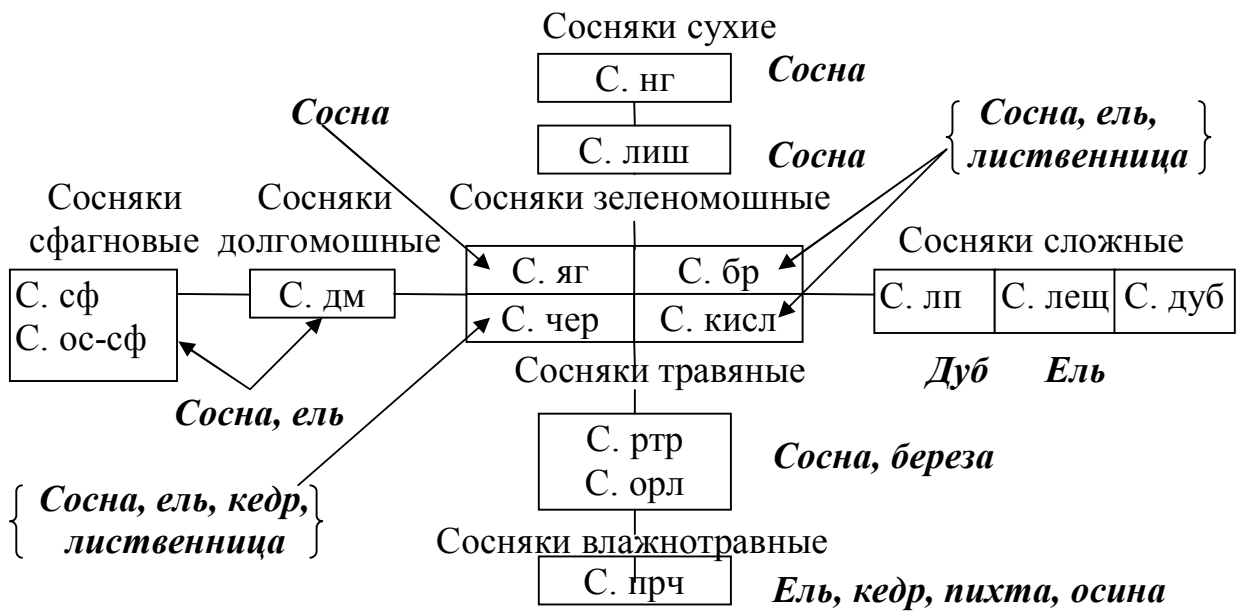 Сосняки сухие
С. нг
Сосна
Сосна
С. лиш
Сосна
Сосна, ель,
лиственница
Сосняки
сфагновые
Сосняки
долгомошные
Сосняки зеленомошные
Сосняки сложные
С. яг
С. бр
С. сф
С. ос-сф
С. дм
С. чер
С. кисл
С. лп
С. лещ
С. дуб
Сосна, ель
Сосняки травяные
Дуб
Ель
С. ртр
С. орл
Сосна, береза
Сосна, ель, кедр,
лиственница
Сосняки влажнотравные
С. прч
Ель, кедр, пихта, осина